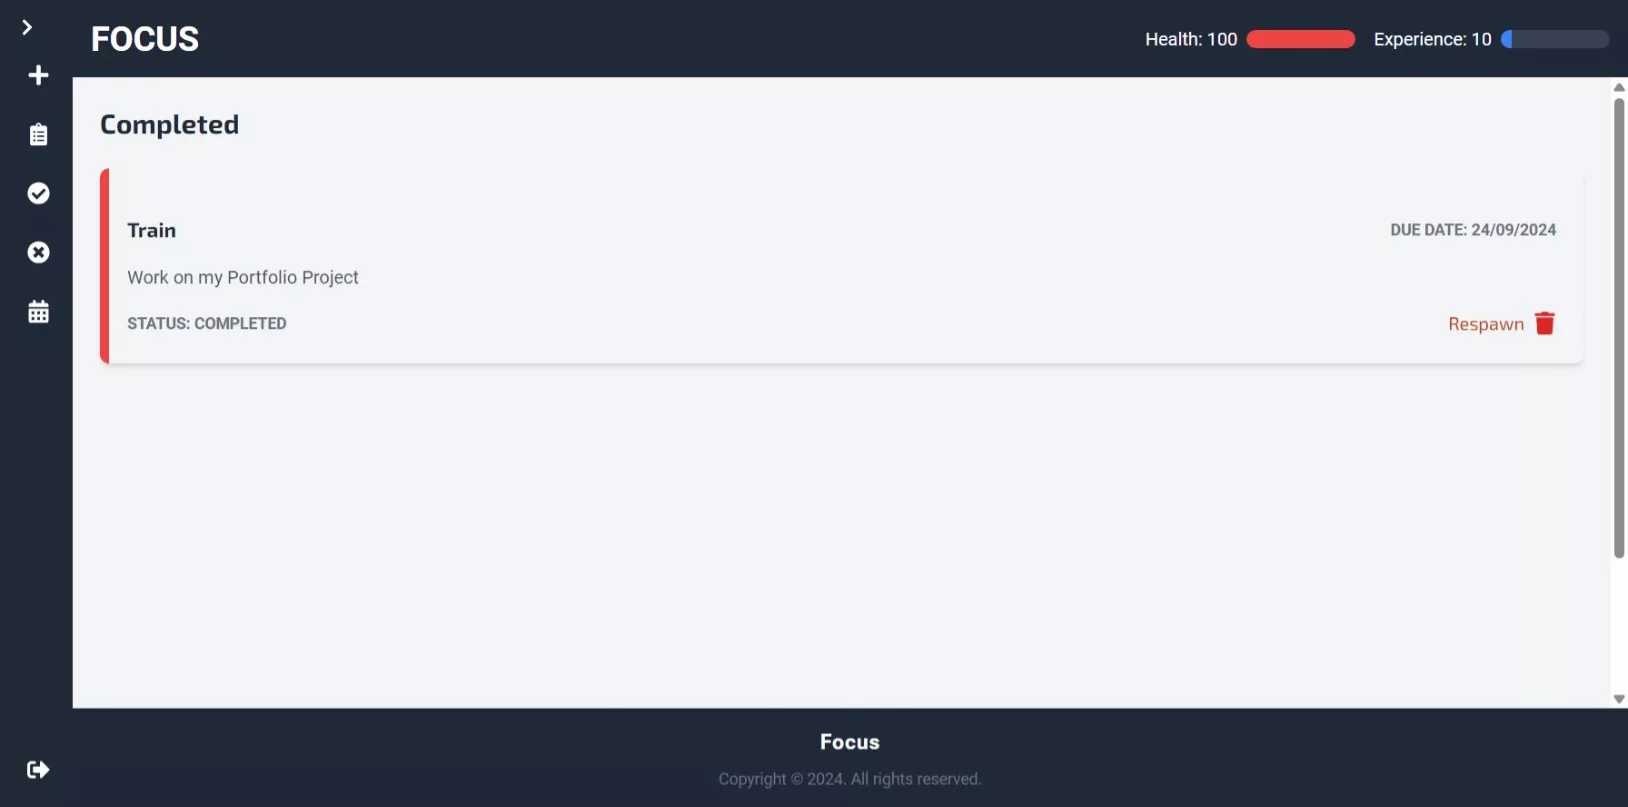 FOCUS
Health: 100
Experience: 10
Completed
Train
DUE DATE: 24/09/2024
Work on my Portfolio Project
STATUS: COMPLETED
Respawn
Focus
Copyright © 2024. All rights reserved.